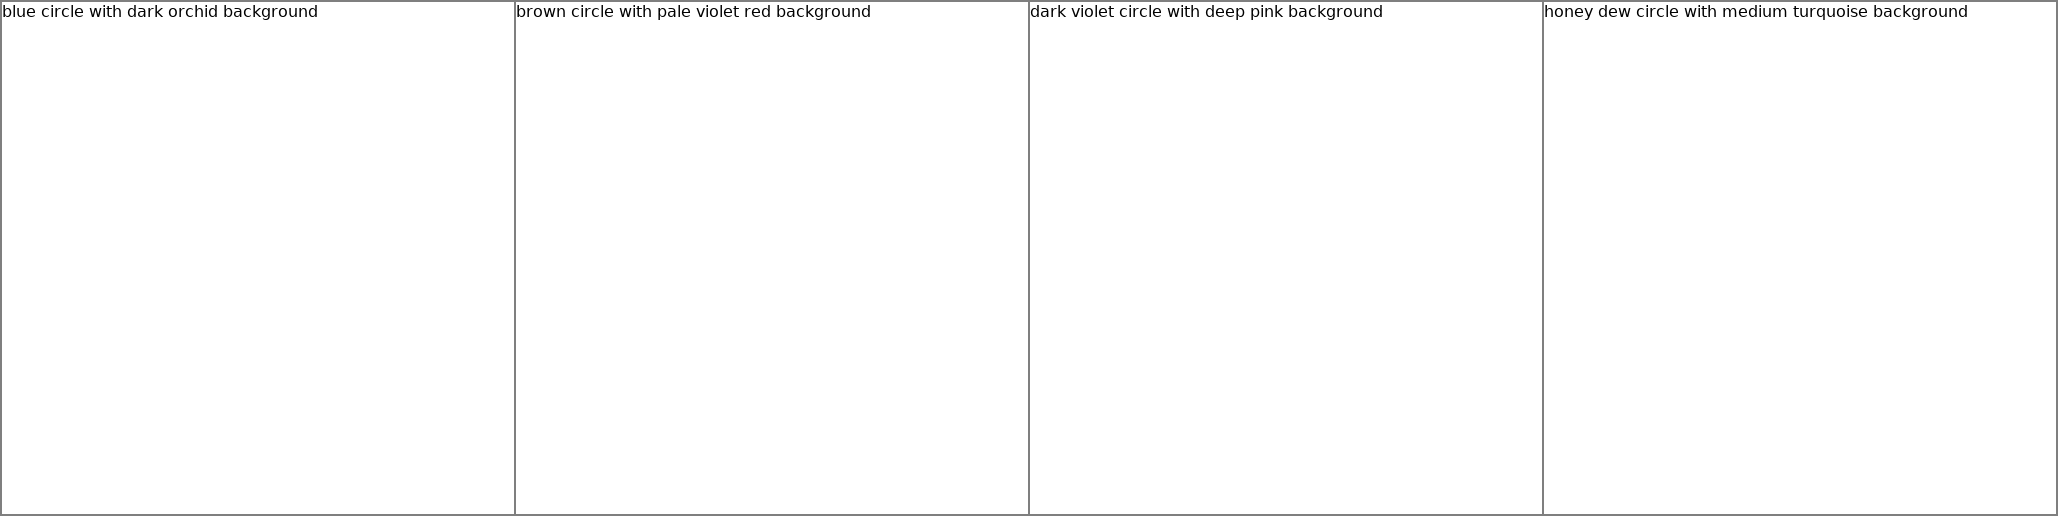 blue circle with dark orchid background
brown circle with pale violet red background
dark violet circle with deep pink background
honey dew circle with medium turquoise background